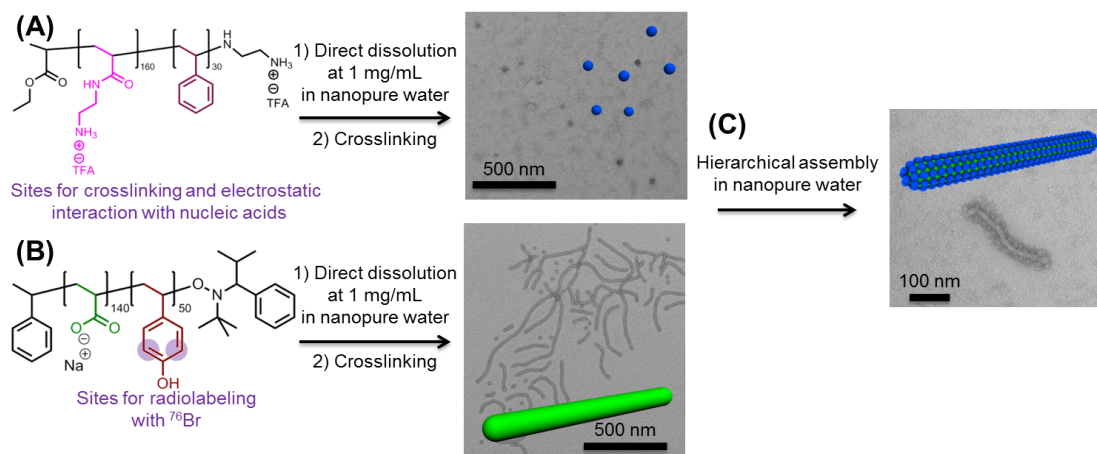 (A)
O
O
HN
O
NH3
⊕
⊖
TFA
160
30
H
N
NH3
⊕
⊖
TFA
Sites for crosslinking and electrostatic
interaction with nucleic acids
1) Direct dissolution
at 1 mg/mL
in nanopure water
2) Crosslinking
500 nm
(B)
140
50
O
N
O
O
⊖
⊕
Na
OH
Sites for radiolabeling
with 76Br
1) Direct dissolution
at 1 mg/mL
in nanopure water
2) Crosslinking
500 nm
(C)
Hierarchical assembly
in nanopure water
100 nm